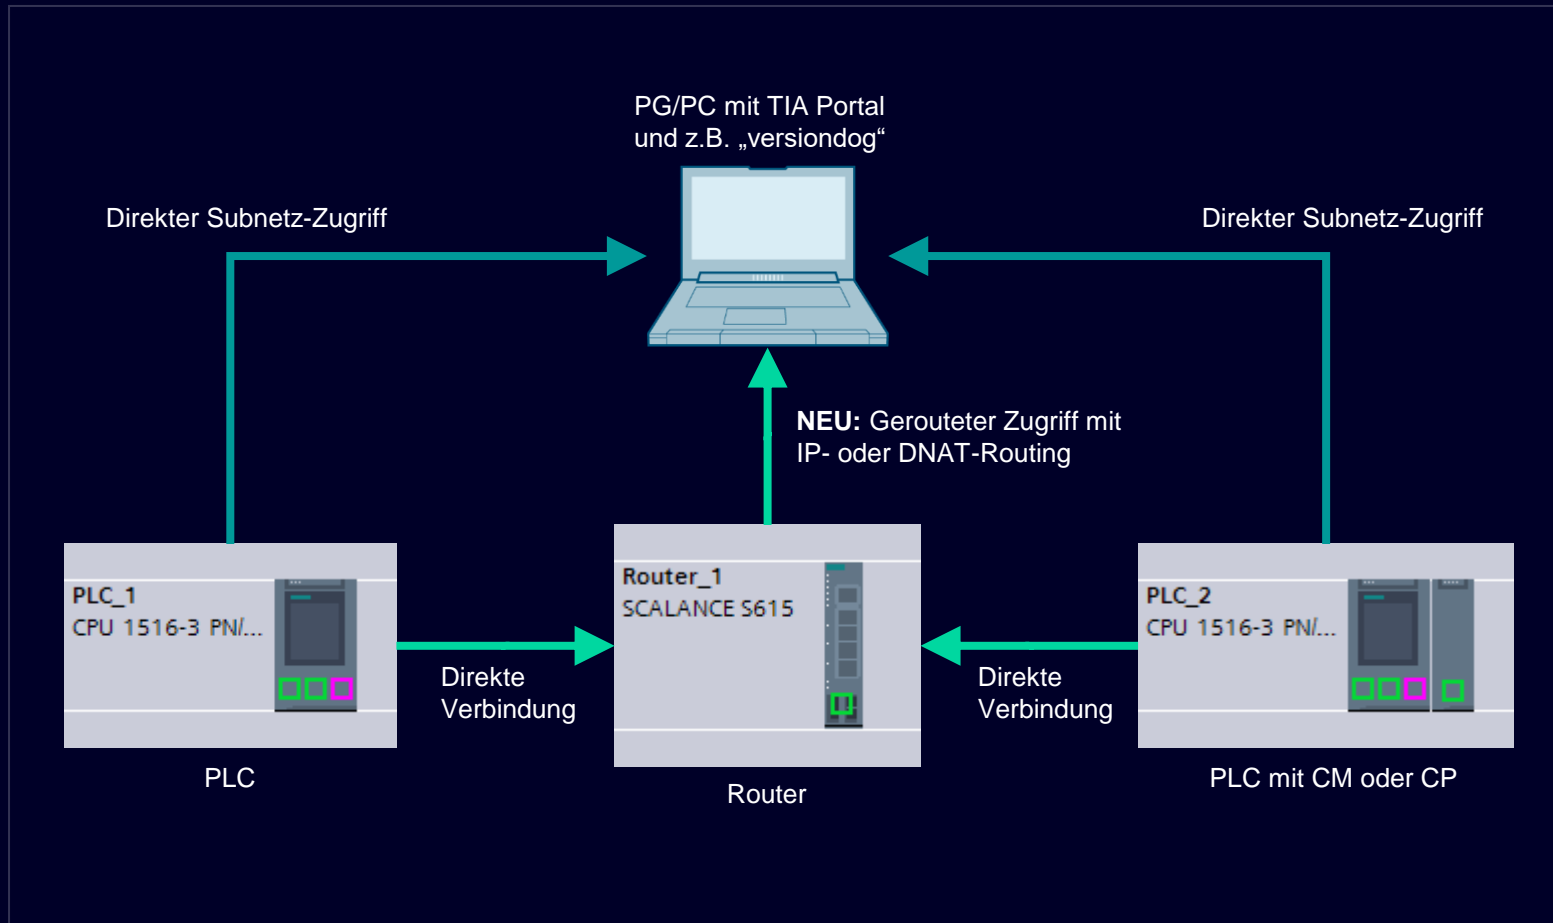 PG/PC mit TIA Portal
und z.B. „versiondog“
Direkter Subnetz-Zugriff
Direkter Subnetz-Zugriff
NEU: Gerouteter Zugriff mit
IP- oder DNAT-Routing
PLC_1
CPU 1516-3 PN/...
Router_1
SCALANCE S615
PLC_2
CPU 1516-3 PN/...
Direkte
Verbindung
Direkte
Verbindung
PLC
Router
PLC mit CM oder CP